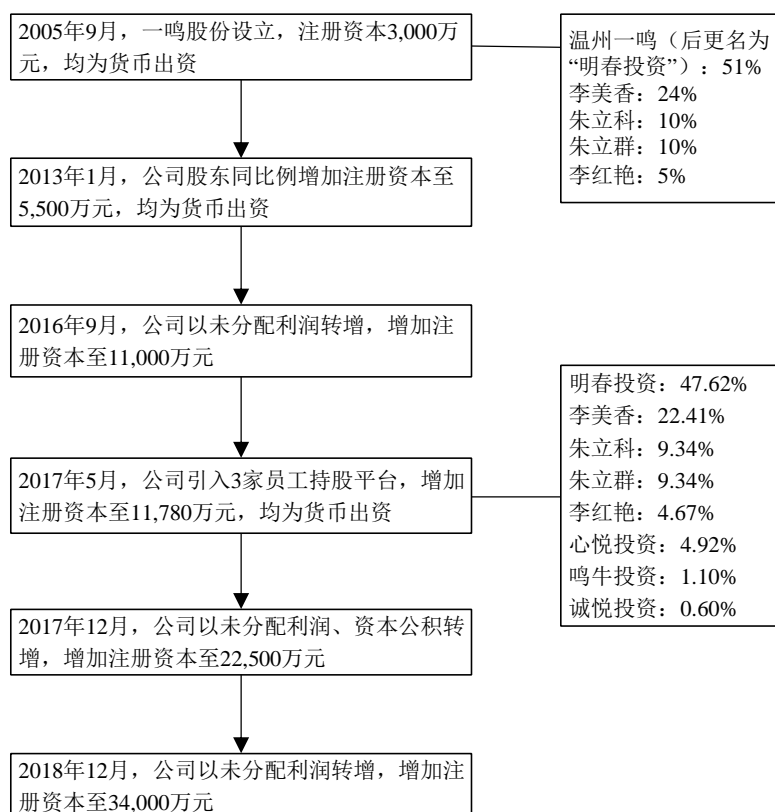 2005年9月，一鸣股份设立，注册资本3,000万
元，均为货币出资
温州一鸣（后更名为
“明春投资”）：51%
李美香：24%
朱立科：10%
朱立群：10%
李红艳：5%
2013年1月，公司股东同比例增加注册资本至
5,500万元，均为货币出资
2016年9月，公司以未分配利润转增，增加注
册资本至11,000万元
2017年5月，公司引入3家员工持股平台，增加
注册资本至11,780万元，均为货币出资
明春投资：47.62%
李美香：22.41%
朱立科：9.34%
朱立群：9.34%
李红艳：4.67%
心悦投资：4.92%
鸣牛投资：1.10%
诚悦投资：0.60%
2017年12月，公司以未分配利润、资本公积转
增，增加注册资本至22,500万元
2018年12月，公司以未分配利润转增，增加注
册资本至34,000万元